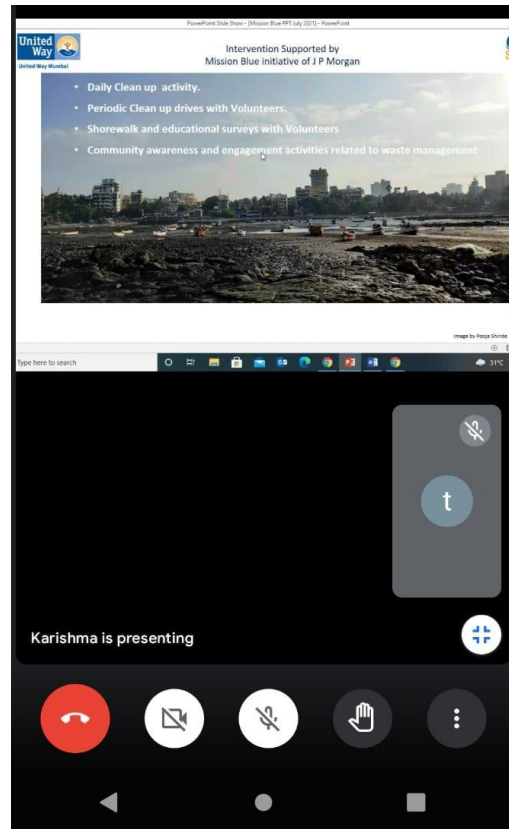 PowerPoint Slide Show - [Mission Blue PPT July 2021] - PowerPoint
United
Way
United Way Mumbai
Intervention Supported by
Mission Blue initiative of J P Morgan
• Daily Clean up activity.
• Periodic Clean up drives with Volunteers.
• Shorewalk and educational surveys with Volunteers
• Community awareness and engagement activities related to waste management
Image by Pooja Shinde
Type here to search
31°C
t
Karishma is presenting